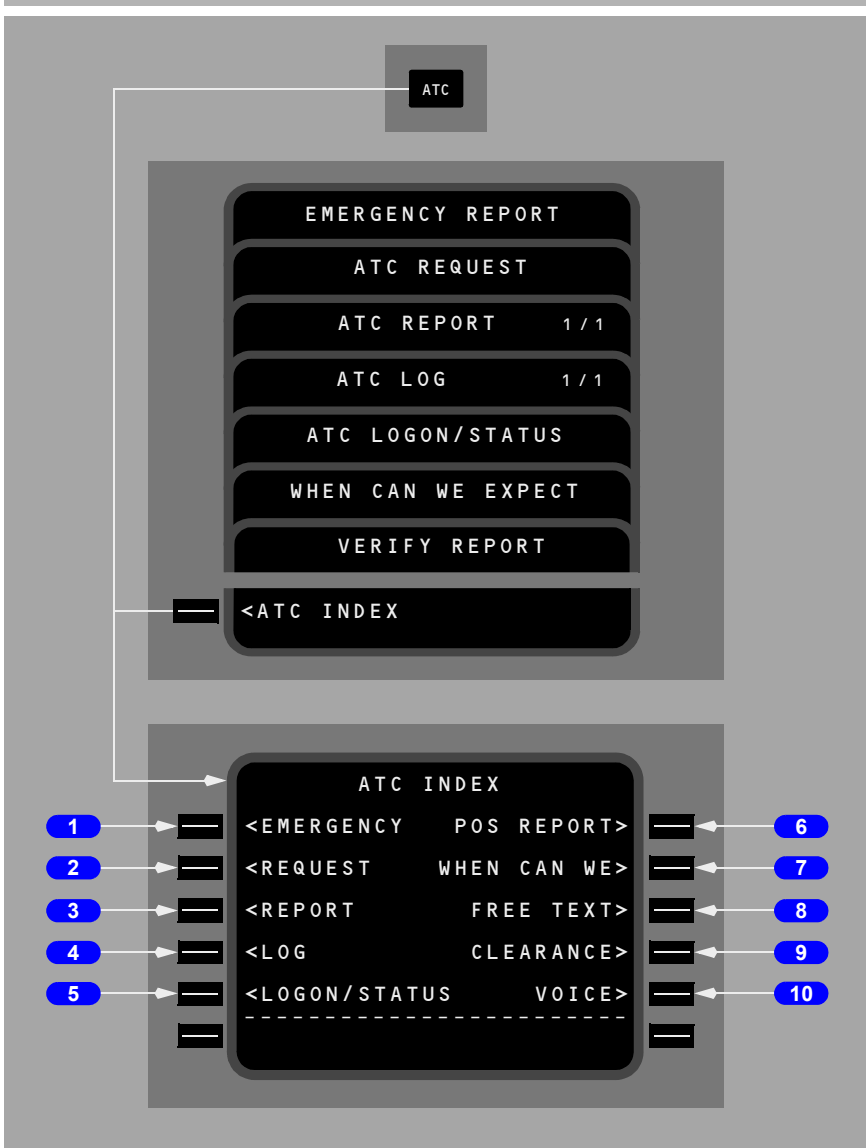 ATC
EMERGENCY REPORT
ATC REQUEST
ATC REPORT 1/1
ATC LOG 1/1
ATC LOGON/STATUS
WHEN CAN WE EXPECT
VERIFY REPORT
<ATC INDEX
ATC INDEX
1 <EMERGENCY POS REPORT> 6
2 <REQUEST WHEN CAN WE> 7
3 <REPORT FREE TEXT> 8
4 <LOG CLEARANCE> 9
5 <LOGON/STATUS VOICE> 10
------------------------